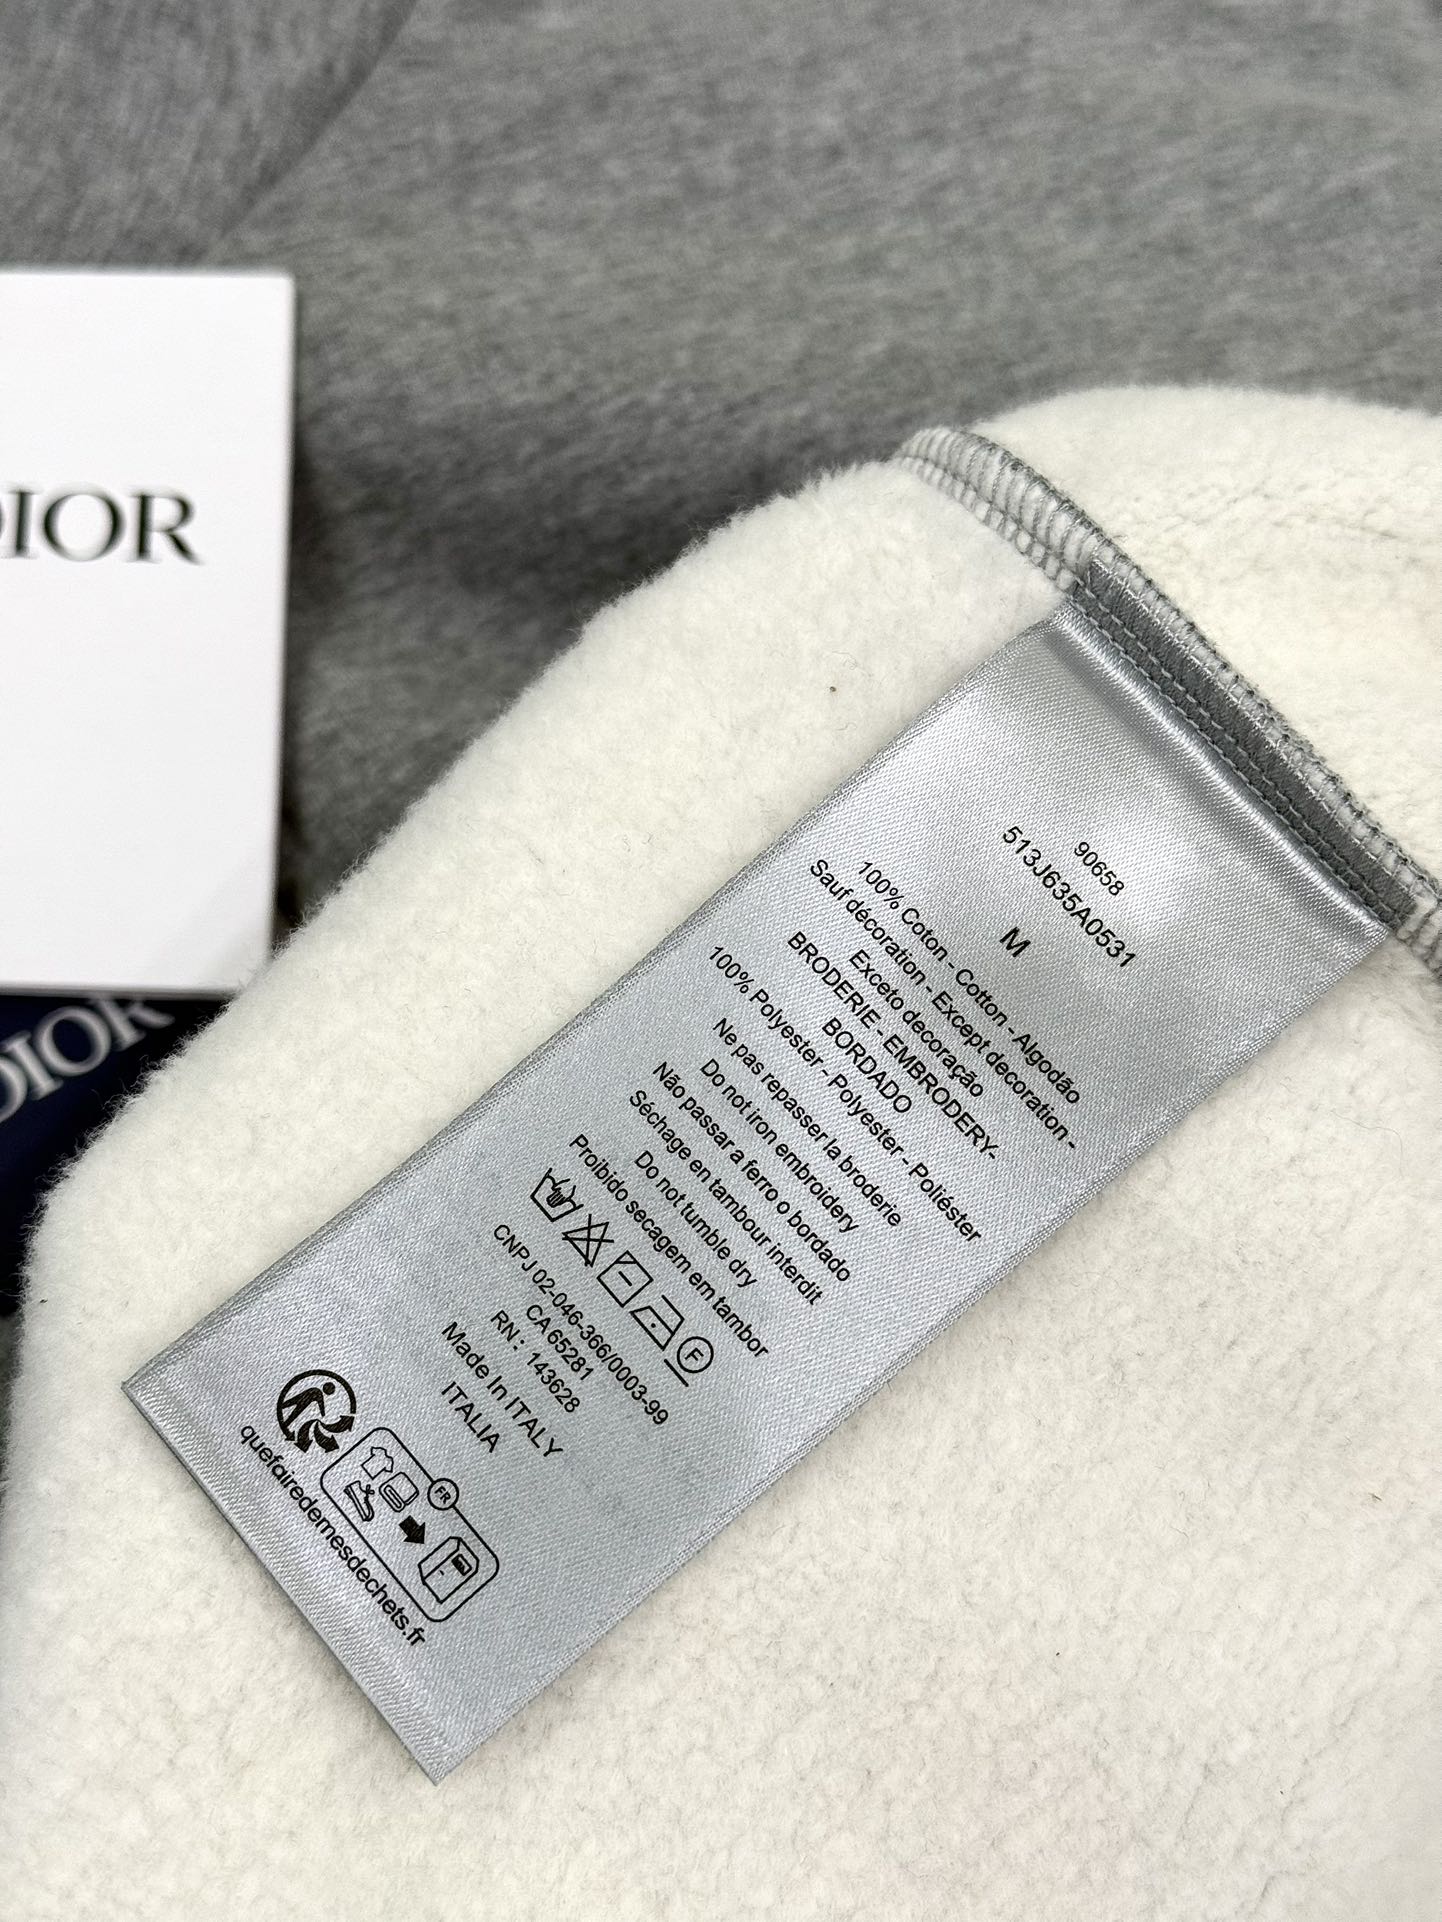 DIOR
DIOR
90658
513J635A0531
M
100% Coton - Cotton - Algodão
Sauf décoration - Except decoration -
Exceto decoração
BRODERIE - EMBRODERY-
BORDADO
100% Polyester - Polyester - Poliéster
Ne pas repasser la broderie
Do not iron embroidery
Não passar a ferro o bordado
Séchage en tambour interdit
Do not tumble dry
Proibido secagem em tambor
F
CNPJ 02-046-366/0003-99
CA 65281
RN: 143628
Made In ITALY
ITALIA
FR
quefairedemesdechets.fr